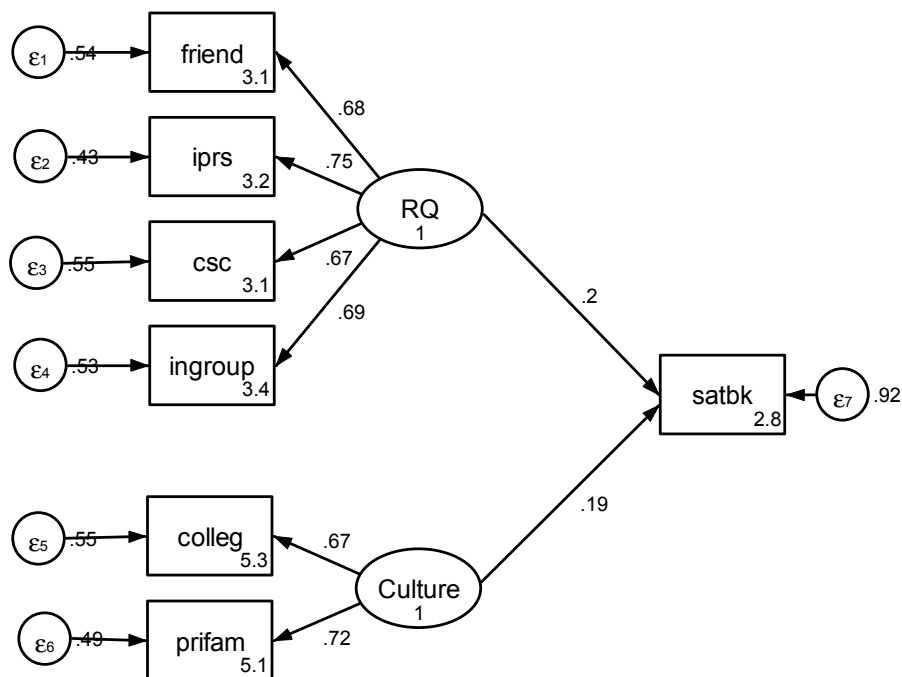 ε1
.54
friend
3.1
ε2
.43
iprs
3.2
ε3
.55
csc
3.1
ε4
.53
ingroup
3.4
.68
.75
.67
.69
RQ
1
.2
satbk
2.8
ε7
.92
.19
ε5
.55
colleg
5.3
ε6
.49
prifam
5.1
.67
.72
Culture
1